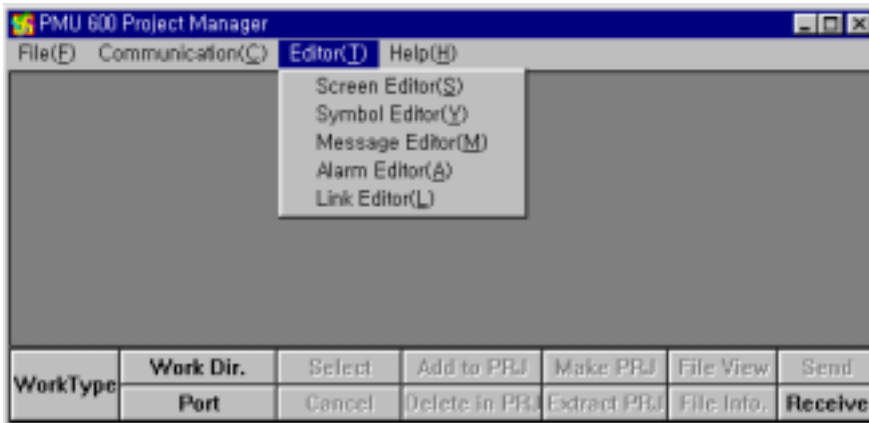 PMU 600 Project Manager
File(F) Communication(C) Editor(T) Help(H)
Screen Editor(S)
Symbol Editor(Y)
Message Editor(M)
Alarm Editor(A)
Link Editor(L)
WorkType
Work Dir. Select Add to PRJ Make PRJ File View Send
Port Cancel Delete in PRJ Extract PRJ File Info. Receive